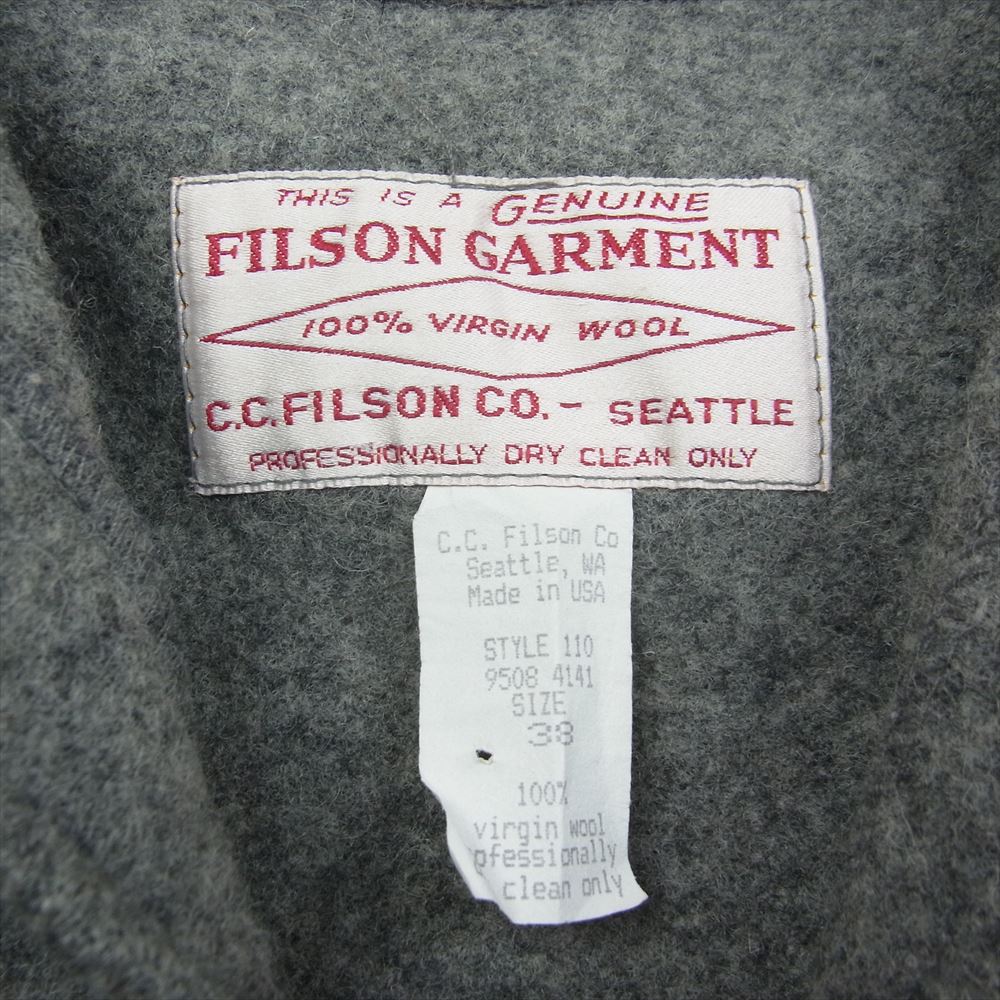 THIS IS A GENUINE
FILSON GARMENT
100% VIRGIN WOOL
C.C. FILSON CO. - SEATTLE
PROFESSIONALLY DRY CLEAN ONLY
C.C. Filson Co
Seattle, WA
Made in USA
STYLE 110
9508 4141
SIZE
38
100%
virgin wool
ofessionally
clean only